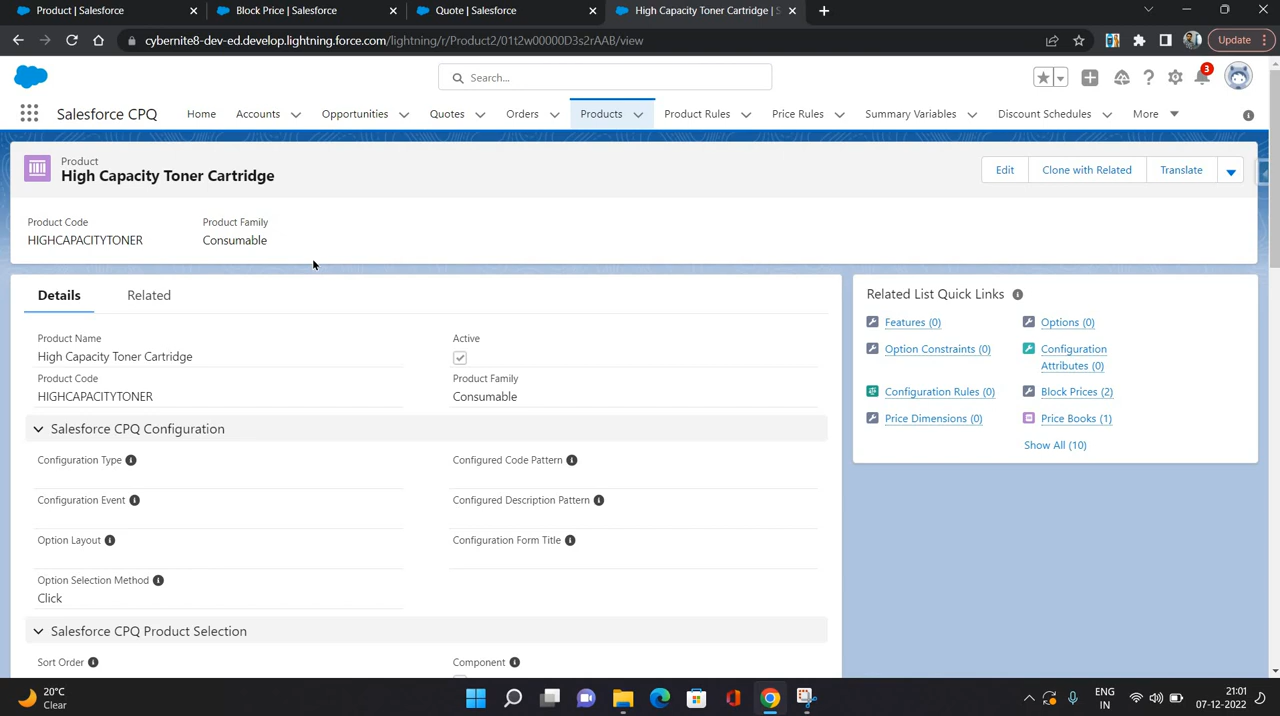 Product | Salesforce
Block Price | Salesforce
Quote | Salesforce
High Capacity Toner Cartridge | S
cybernite8-dev-ed.develop.lightning.force.com/lightning/r/Product2/01t2w00000D3s2rAAB/view
Update
Search...
3
Salesforce CPQ
Home
Accounts
Opportunities
Quotes
Orders
Products
Product Rules
Price Rules
Summary Variables
Discount Schedules
More
Product
High Capacity Toner Cartridge
Edit
Clone with Related
Translate
Product Code
Product Family
HIGHCAPACITYTONER
Consumable
Details
Related
Product Name
Active
High Capacity Toner Cartridge
Product Code
Product Family
HIGHCAPACITYTONER
Consumable
Salesforce CPQ Configuration
Configuration Type
Configured Code Pattern
Configuration Event
Configured Description Pattern
Option Layout
Configuration Form Title
Option Selection Method
Click
Salesforce CPQ Product Selection
Sort Order
Component
Related List Quick Links
Features (0)
Options (0)
Option Constraints (0)
Configuration
Attributes (0)
Configuration Rules (0)
Block Prices (2)
Price Dimensions (0)
Price Books (1)
Show All (10)
20°C
Clear
ENG
IN
21:01
07-12-2022